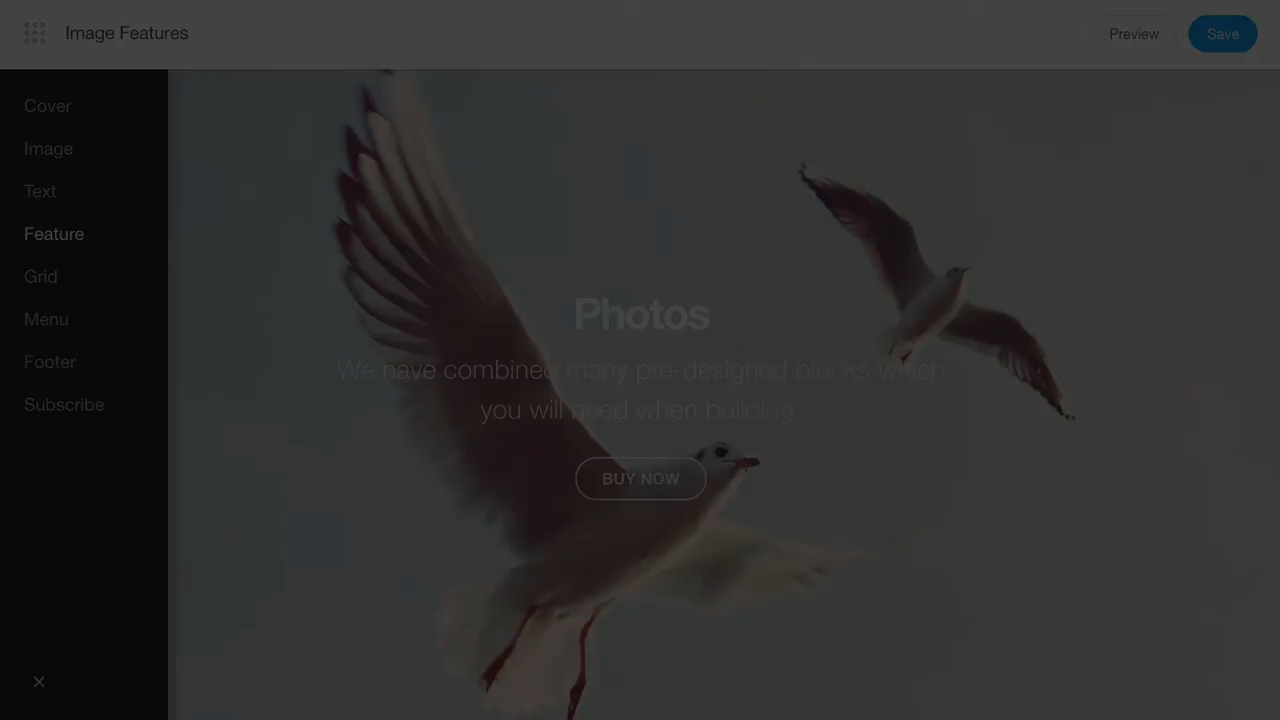 Image Features
Preview
Save
Cover
Image
Text
Feature
Grid
Menu
Footer
Subscribe
Photos
We have combined many pre-designed blocks which
you will need when building
BUY NOW